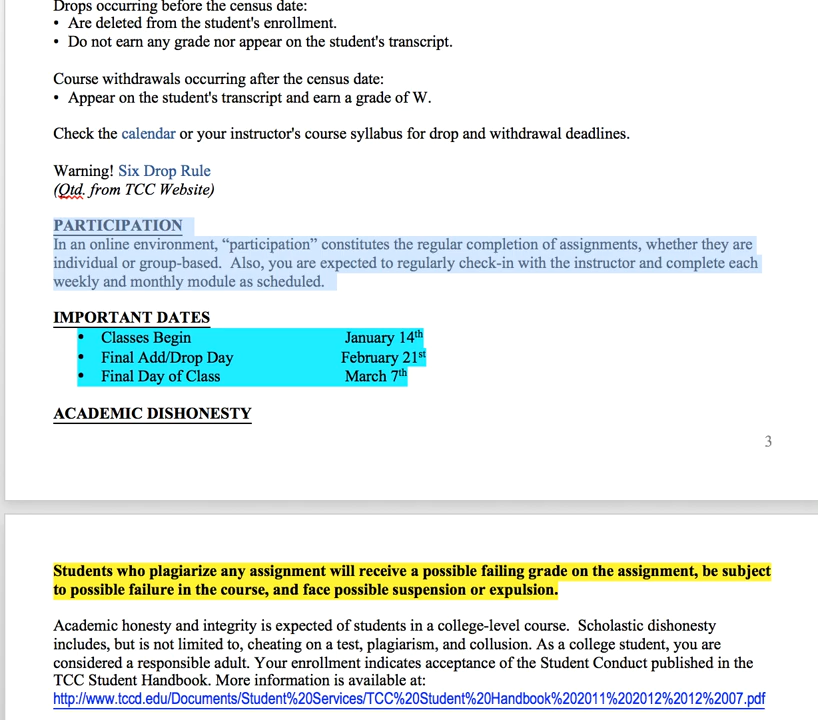 Drops occurring before the census date:
• Are deleted from the student's enrollment.
• Do not earn any grade nor appear on the student's transcript.
Course withdrawals occurring after the census date:
• Appear on the student's transcript and earn a grade of W.
Check the calendar or your instructor's course syllabus for drop and withdrawal deadlines.
Warning! Six Drop Rule
(Qtd. from TCC Website)
PARTICIPATION
In an online environment, “participation” constitutes the regular completion of assignments, whether they are
individual or group-based.  Also, you are expected to regularly check-in with the instructor and complete each
weekly and monthly module as scheduled.
IMPORTANT DATES
• Classes Begin January 14th
• Final Add/Drop Day February 21st
• Final Day of Class March 7th
ACADEMIC DISHONESTY
3
Students who plagiarize any assignment will receive a possible failing grade on the assignment, be subject
to possible failure in the course, and face possible suspension or expulsion.
Academic honesty and integrity is expected of students in a college-level course.  Scholastic dishonesty
includes, but is not limited to, cheating on a test, plagiarism, and collusion. As a college student, you are
considered a responsible adult. Your enrollment indicates acceptance of the Student Conduct published in the
TCC Student Handbook. More information is available at:
http://www.tccd.edu/Documents/Student%20Services/TCC%20Student%20Handbook%202011%202012%2012%2007.pdf